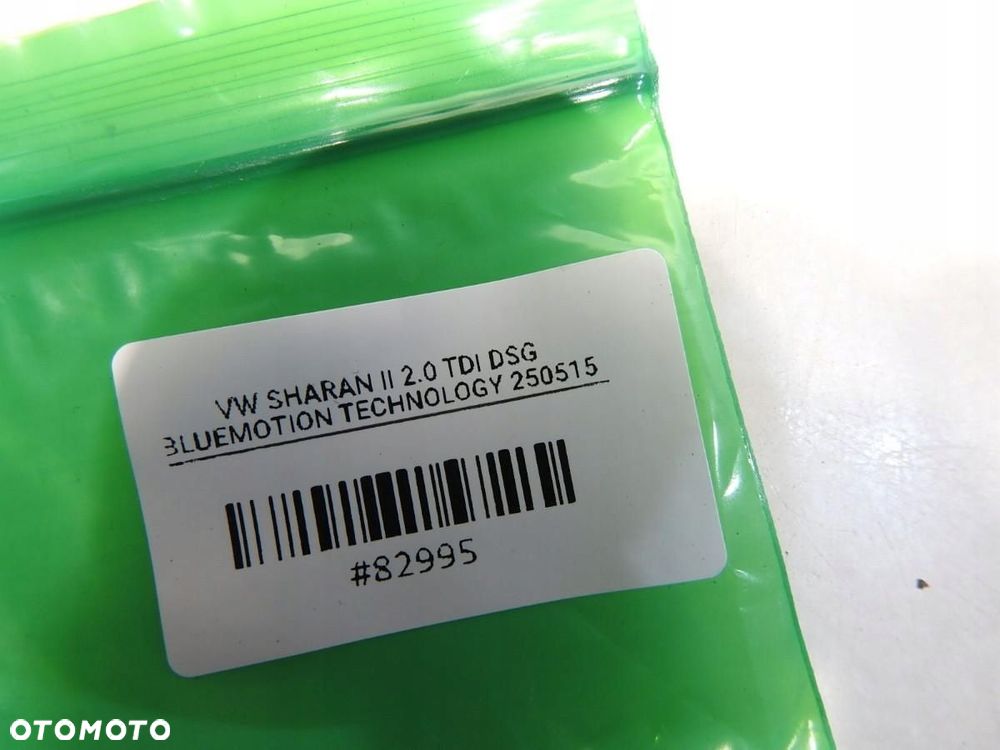 VW SHARAN II 2.0 TDI DSG
BLUEMOTION TECHNOLOGY 250515
#82995
OTOMOTO